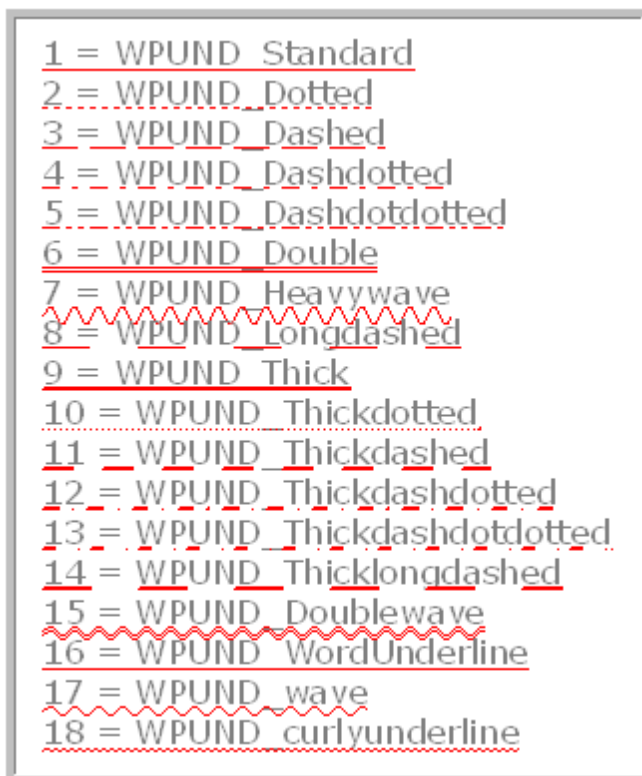 1 = WPUND_Standard
2 = WPUND_Dotted
3 = WPUND_Dashed
4 = WPUND_Dashdotted
5 = WPUND_Dashdotdotted
6 = WPUND_Double
7 = WPUND_Heavywave
8 = WPUND_Longdashed
9 = WPUND_Thick
10 = WPUND_Thickdotted
11 = WPUND_Thickdashed
12 = WPUND_Thickdashdotted
13 = WPUND_Thickdashdotdotted
14 = WPUND_Thicklongdashed
15 = WPUND_Doublewave
16 = WPUND_WordUnderline
17 = WPUND_wave
18 = WPUND_curlyunderline